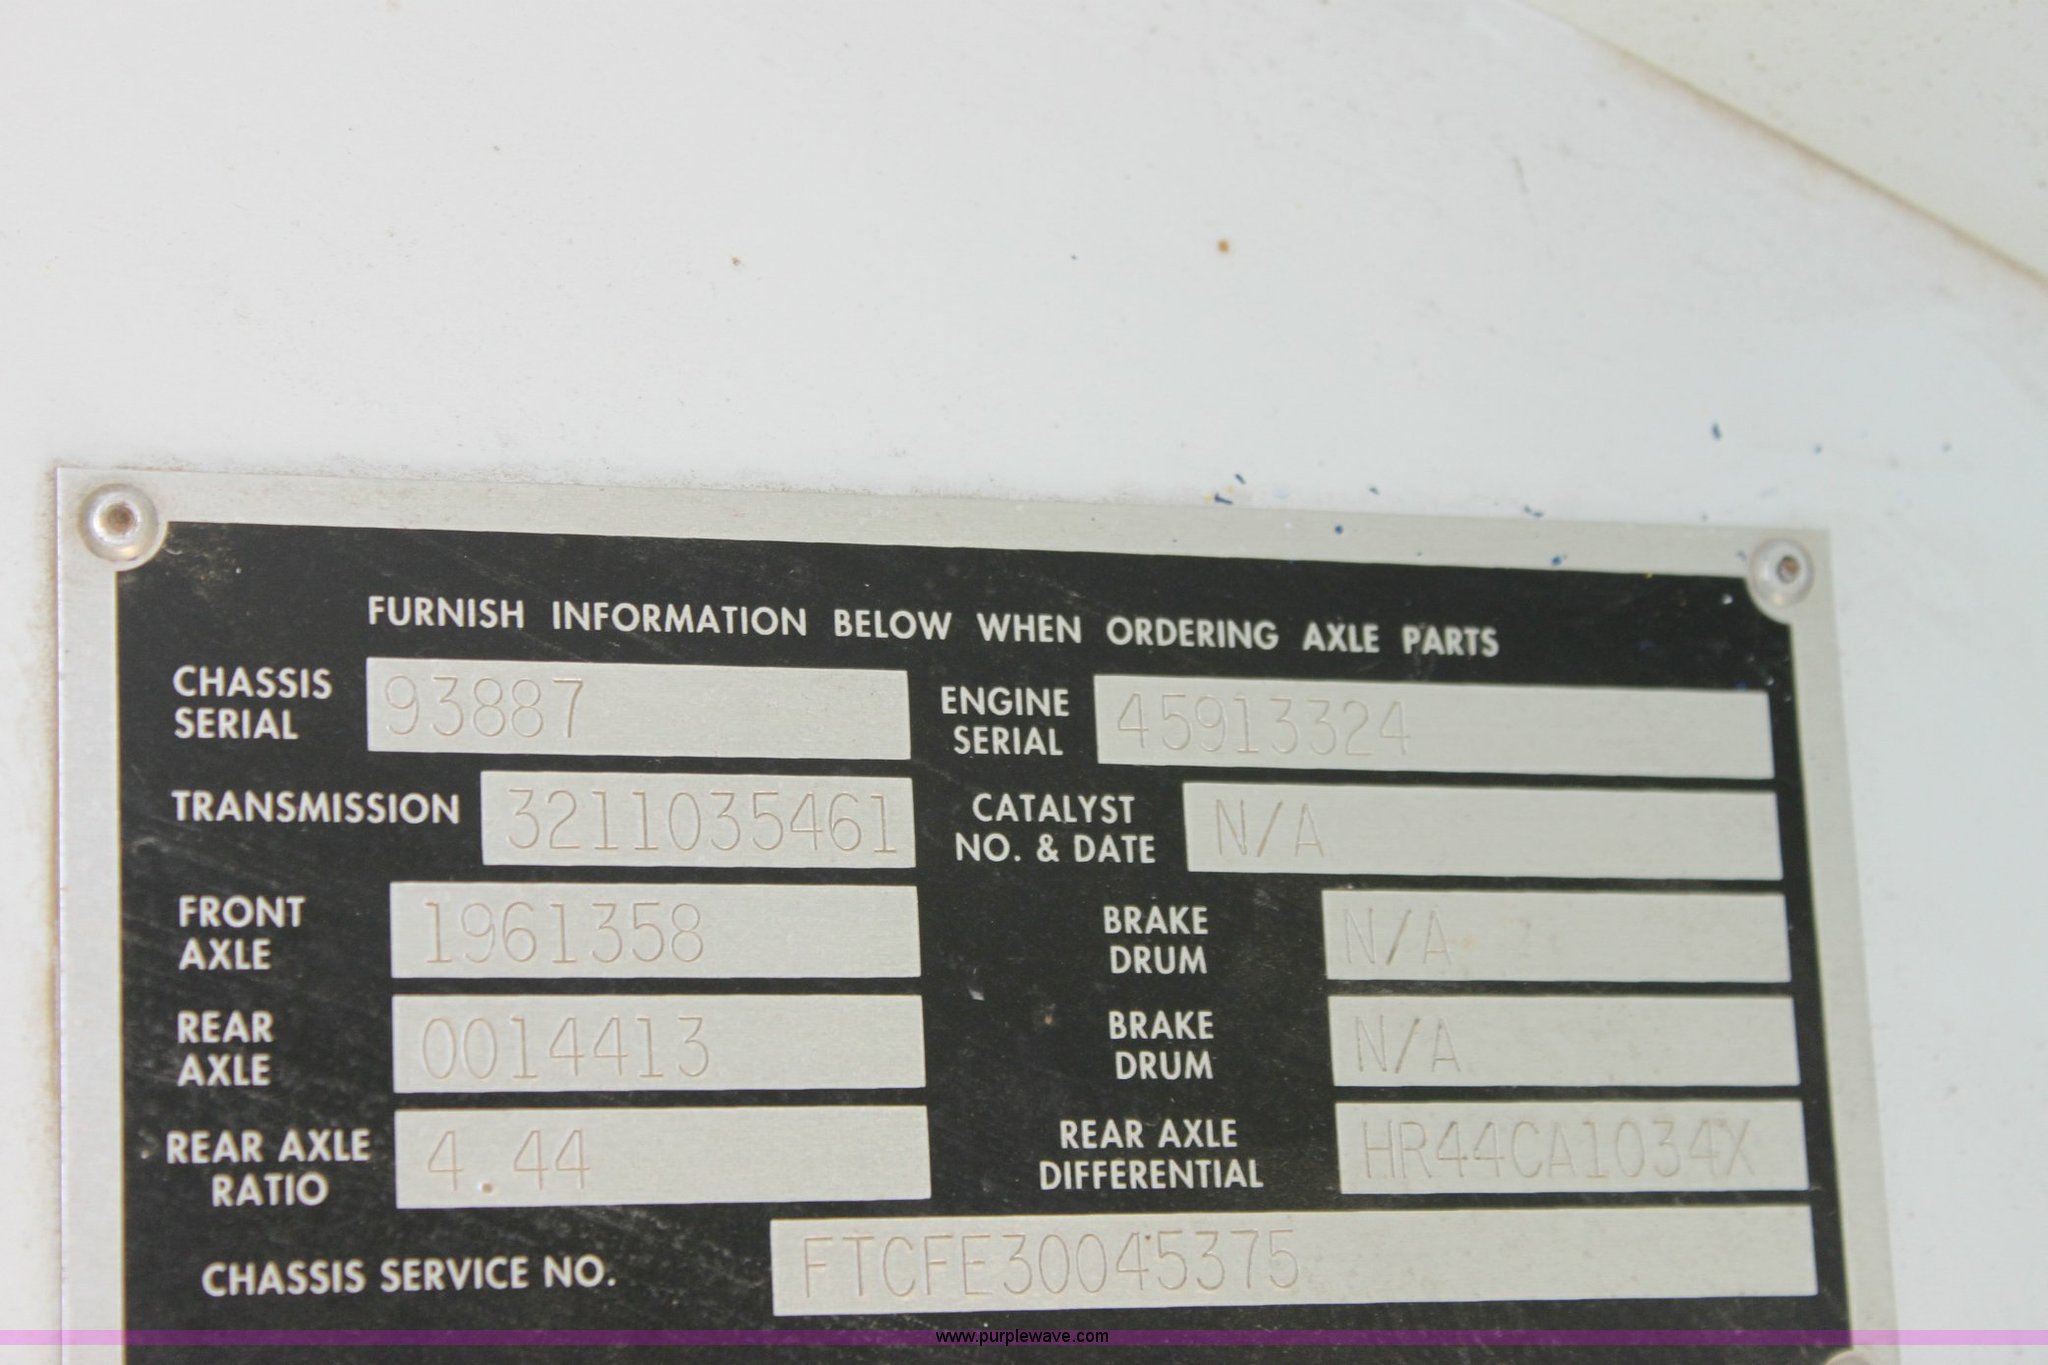 FURNISH INFORMATION BELOW WHEN ORDERING AXLE PARTS
CHASSIS SERIAL 93887
ENGINE SERIAL 45913324
TRANSMISSION 3211035461
CATALYST NO. & DATE N/A
FRONT AXLE 1961358
BRAKE DRUM N/A
REAR AXLE 0014413
BRAKE DRUM N/A
REAR AXLE RATIO 4.44
REAR AXLE DIFFERENTIAL HR44CA1034X
CHASSIS SERVICE NO. FTCFE30045375
www.purplewave.com